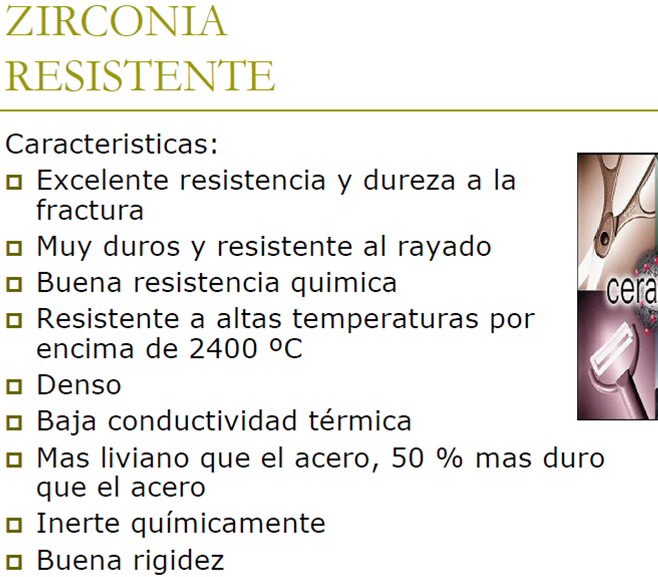 ZIRCONIA
RESISTENTE
Caracteristicas:
Excelente resistencia y dureza a la
fractura
Muy duros y resistente al rayado
Buena resistencia quimica
Resistente a altas temperaturas por
encima de 2400 ºC
Denso
Baja conductividad térmica
Mas liviano que el acero, 50 % mas duro
que el acero
Inerte químicamente
Buena rigidez
cera